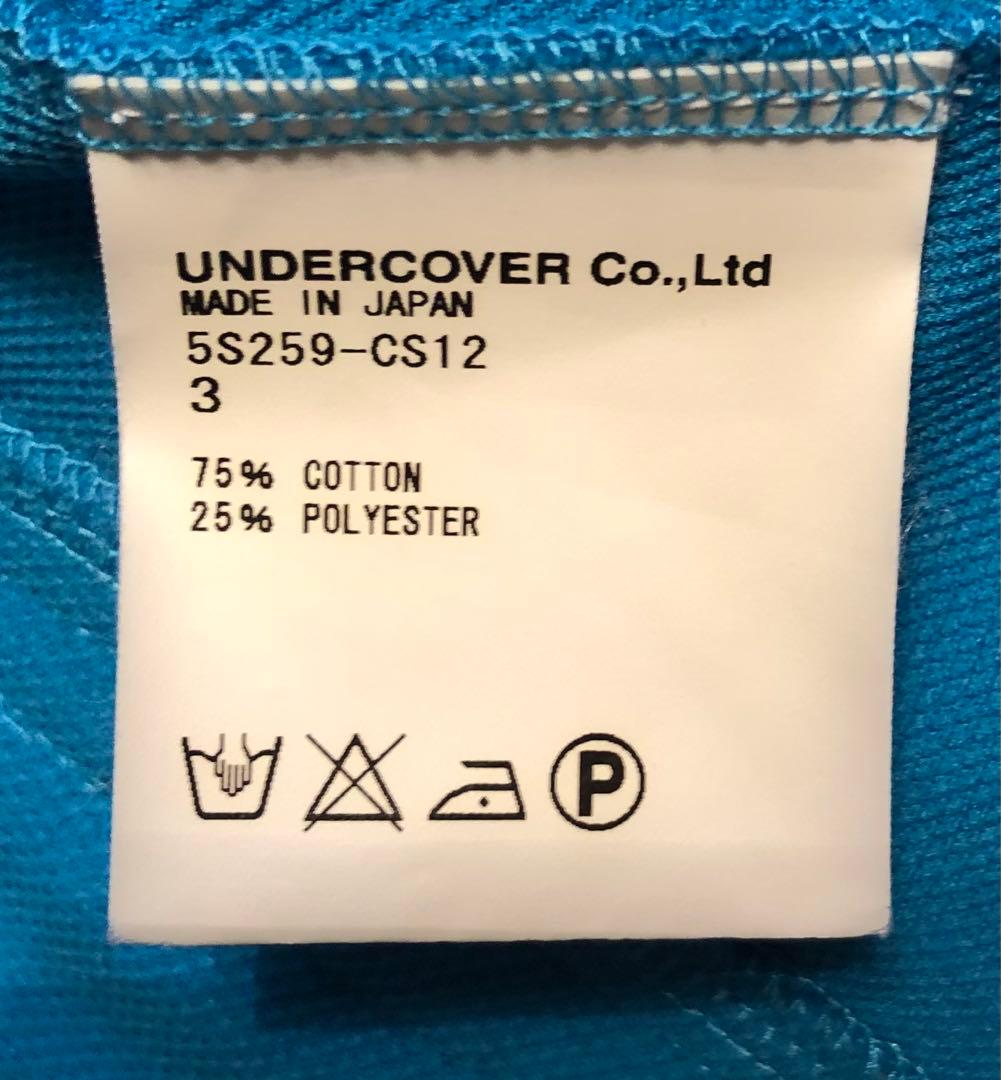 UNDERCOVER Co.,Ltd
MADE IN JAPAN
5S259-CS12
3
75% COTTON
25% POLYESTER
P